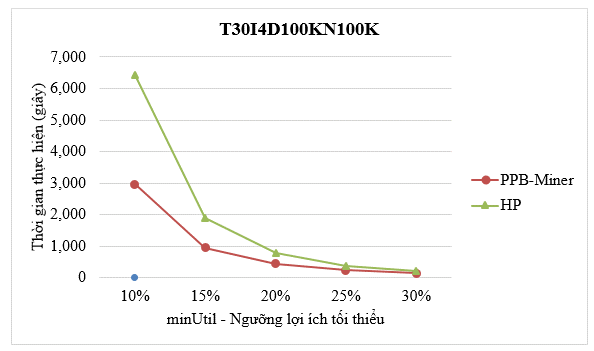 T30I4D100KN100K
7,000
6,000
5,000
4,000
3,000
2,000
1,000
0
Thời gian thực hiện (giây)
10% 15% 20% 25% 30%
minUtil - Ngưỡng lợi ích tối thiểu
PPB-Miner
HP